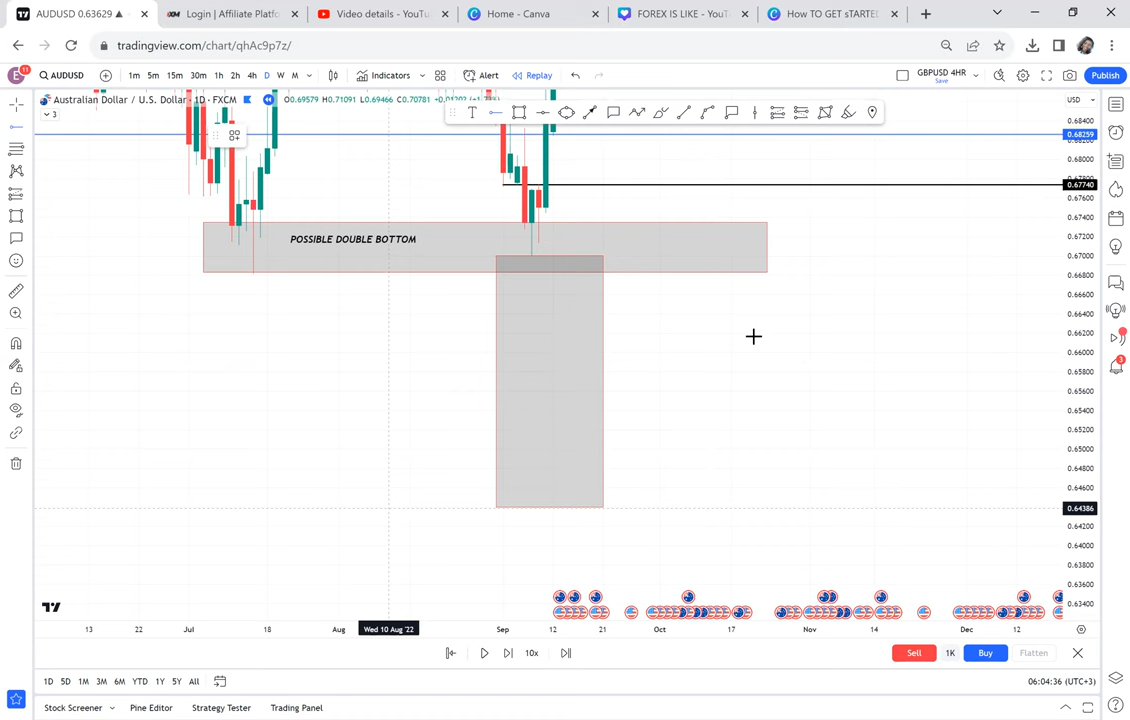 AUDUSD 0.63629 ▲
Login | Affiliate Platfo
Video details - YouTu
Home - Canva
FOREX IS LIKE - YouT
How TO GET sTARTED
tradingview.com/chart/qhAc9p7z/
E
11
AUDUSD
1m 5m 15m 30m 1h 2h 4h D W M
Indicators
Alert
Replay
GBPUSD 4HR
Save
Publish
Australian Dollar / U.S. Dollar · 1D · FXCM
O0.69579 H0.71091 L0.69466 C0.70781
3
USD
0.68400
0.68259
0.68000
0.67740
0.67400
0.67200
POSSIBLE DOUBLE BOTTOM
0.67000
0.66800
0.66600
0.66400
0.66200
0.66000
0.65800
0.65600
0.65400
0.65200
0.65000
0.64800
0.64600
0.64386
0.64200
0.64000
0.63800
0.63600
0.63400
3
13 22 Jul 18 Aug Wed 10 Aug '22 Sep 12 21 Oct 17 Nov 14 Dec 12
10x
Sell 1K Buy Flatten
1D 5D 1M 3M 6M YTD 1Y 5Y All
06:04:36 (UTC+3)
Stock Screener
Pine Editor
Strategy Tester
Trading Panel